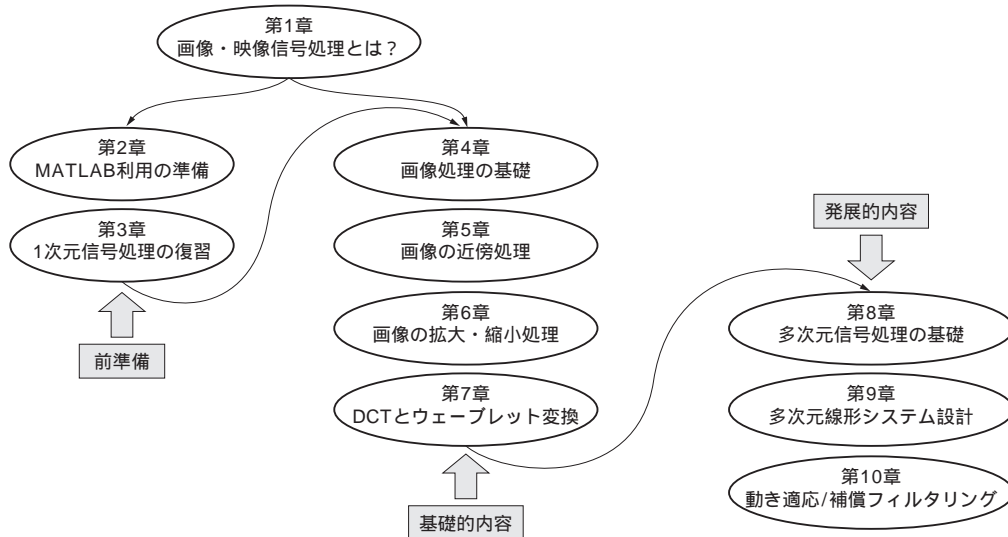 第1章
画像・映像信号処理とは？
第2章
MATLAB利用の準備
第3章
1次元信号処理の復習
前準備
第4章
画像処理の基礎
第5章
画像の近傍処理
第6章
画像の拡大・縮小処理
第7章
DCTとウェーブレット変換
基礎的内容
発展的内容
第8章
多次元信号処理の基礎
第9章
多次元線形システム設計
第10章
動き適応/補償フィルタリング